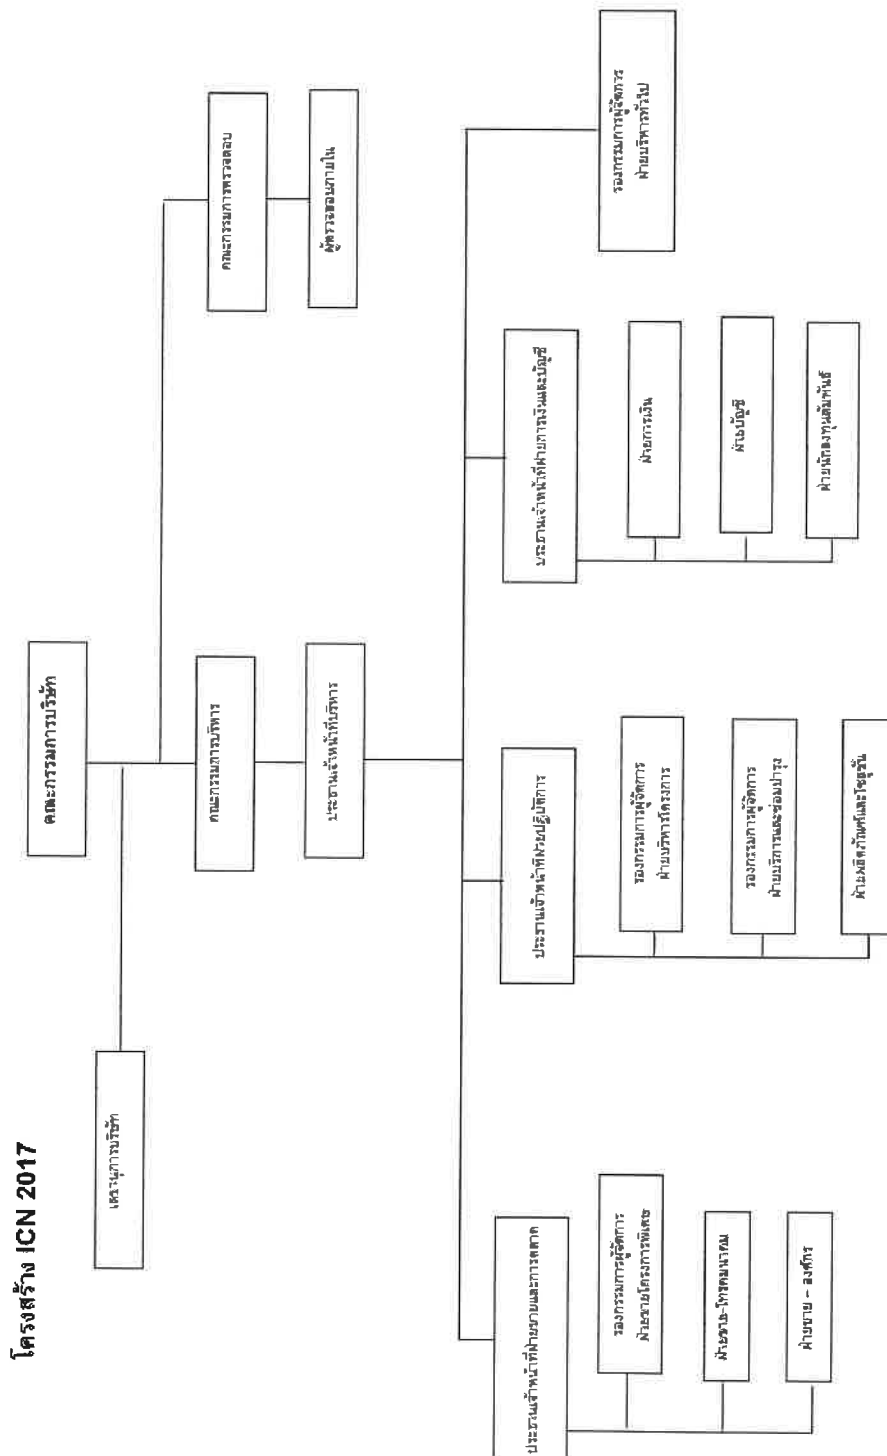 โครงสร้าง ICN 2017
คณะกรรมการบริษัท
เลขานุการบริษัท
คณะกรรมการตรวจสอบ
ผู้ตรวจสอบภายใน
คณะกรรมการบริหาร
ประธานเจ้าหน้าที่บริหาร
ประธานเจ้าหน้าที่ฝ่ายขายและการตลาด
รองกรรมการผู้จัดการ
ฝ่ายขายโครงการพิเศษ
ฝ่ายขาย-โทรคมนาคม
ฝ่ายขาย – องค์กร
ประธานเจ้าหน้าที่ฝ่ายปฏิบัติการ
รองกรรมการผู้จัดการ
ฝ่ายบริหารโครงการ
รองกรรมการผู้จัดการ
ฝ่ายบริการและซ่อมบำรุง
ฝ่ายผลิตภัณฑ์และโซลูชั่น
ประธานเจ้าหน้าที่ฝ่ายการเงินและบัญชี
ฝ่ายการเงิน
ฝ่ายบัญชี
ฝ่ายนักลงทุนสัมพันธ์
รองกรรมการผู้จัดการ
ฝ่ายบริหารทั่วไป